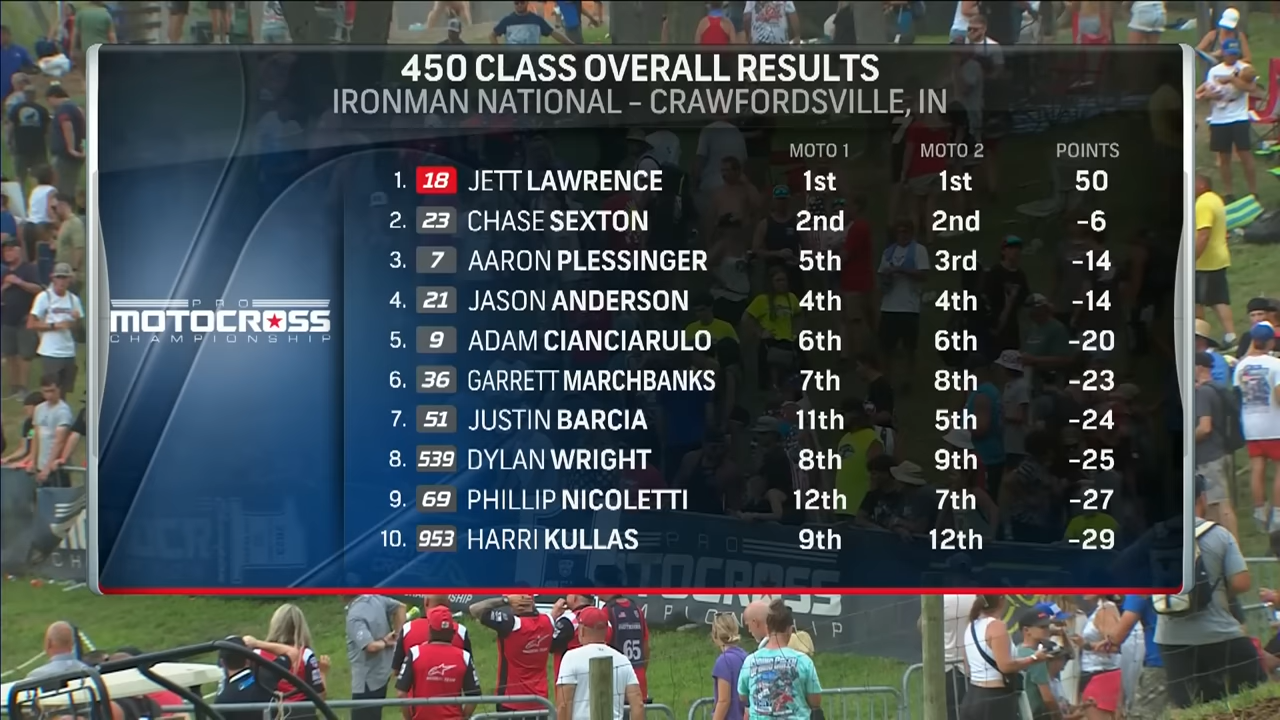 450 CLASS OVERALL RESULTS
IRONMAN NATIONAL – CRAWFORDSVILLE, IN
MOTO 1 MOTO 2 POINTS
1. 18 JETT LAWRENCE 1st 1st 50
2. 23 CHASE SEXTON 2nd 2nd -6
3. 7 AARON PLESSINGER 5th 3rd -14
4. 21 JASON ANDERSON 4th 4th -14
5. 9 ADAM CIANCIARULO 6th 6th -20
6. 36 GARRETT MARCHBANKS 7th 8th -23
7. 51 JUSTIN BARCIA 11th 5th -24
8. 539 DYLAN WRIGHT 8th 9th -25
9. 69 PHILLIP NICOLETTI 12th 7th -27
10. 953 HARRI KULLAS 9th 12th -29
PRO
MOTOCROSS
CHAMPIONSHIP
PRO
MOTOCROSS
65